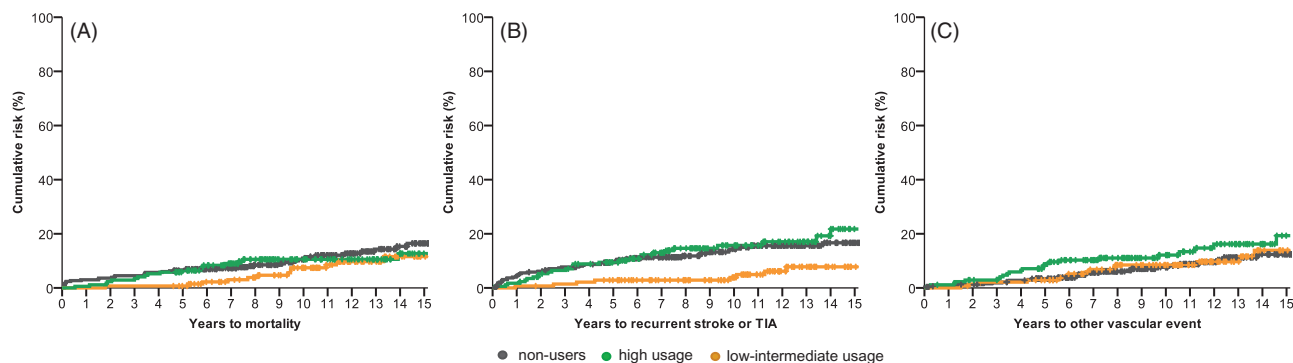 (A)
Cumulative risk (%)
100
80
60
40
20
0
0 1 2 3 4 5 6 7 8 9 10 11 12 13 14 15
Years to mortality
(B)
Cumulative risk (%)
100
80
60
40
20
0
0 1 2 3 4 5 6 7 8 9 10 11 12 13 14 15
Years to recurrent stroke or TIA
(C)
Cumulative risk (%)
100
80
60
40
20
0
0 1 2 3 4 5 6 7 8 9 10 11 12 13 14 15
Years to other vascular event
non-users high usage low-intermediate usage